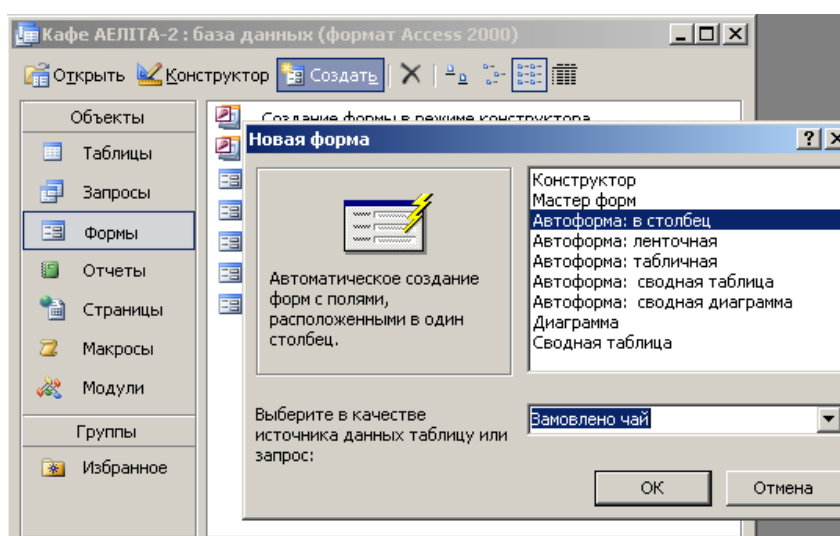 Кафе АЕЛІТА-2 : база данных (формат Access 2000)
Открыть Конструктор Создать
Объекты
Таблицы
Запросы
Формы
Отчеты
Страницы
Макросы
Модули
Группы
Избранное
Создание формы в режиме конструктора
Новая форма
Автоматическое создание
форм с полями,
расположенными в один
столбец.
Конструктор
Мастер форм
Автоформа: в столбец
Автоформа: ленточная
Автоформа: табличная
Автоформа: сводная таблица
Автоформа: сводная диаграмма
Диаграмма
Сводная таблица
Выберите в качестве
источника данных таблицу или
запрос:
Замовлено чай
ОК
Отмена